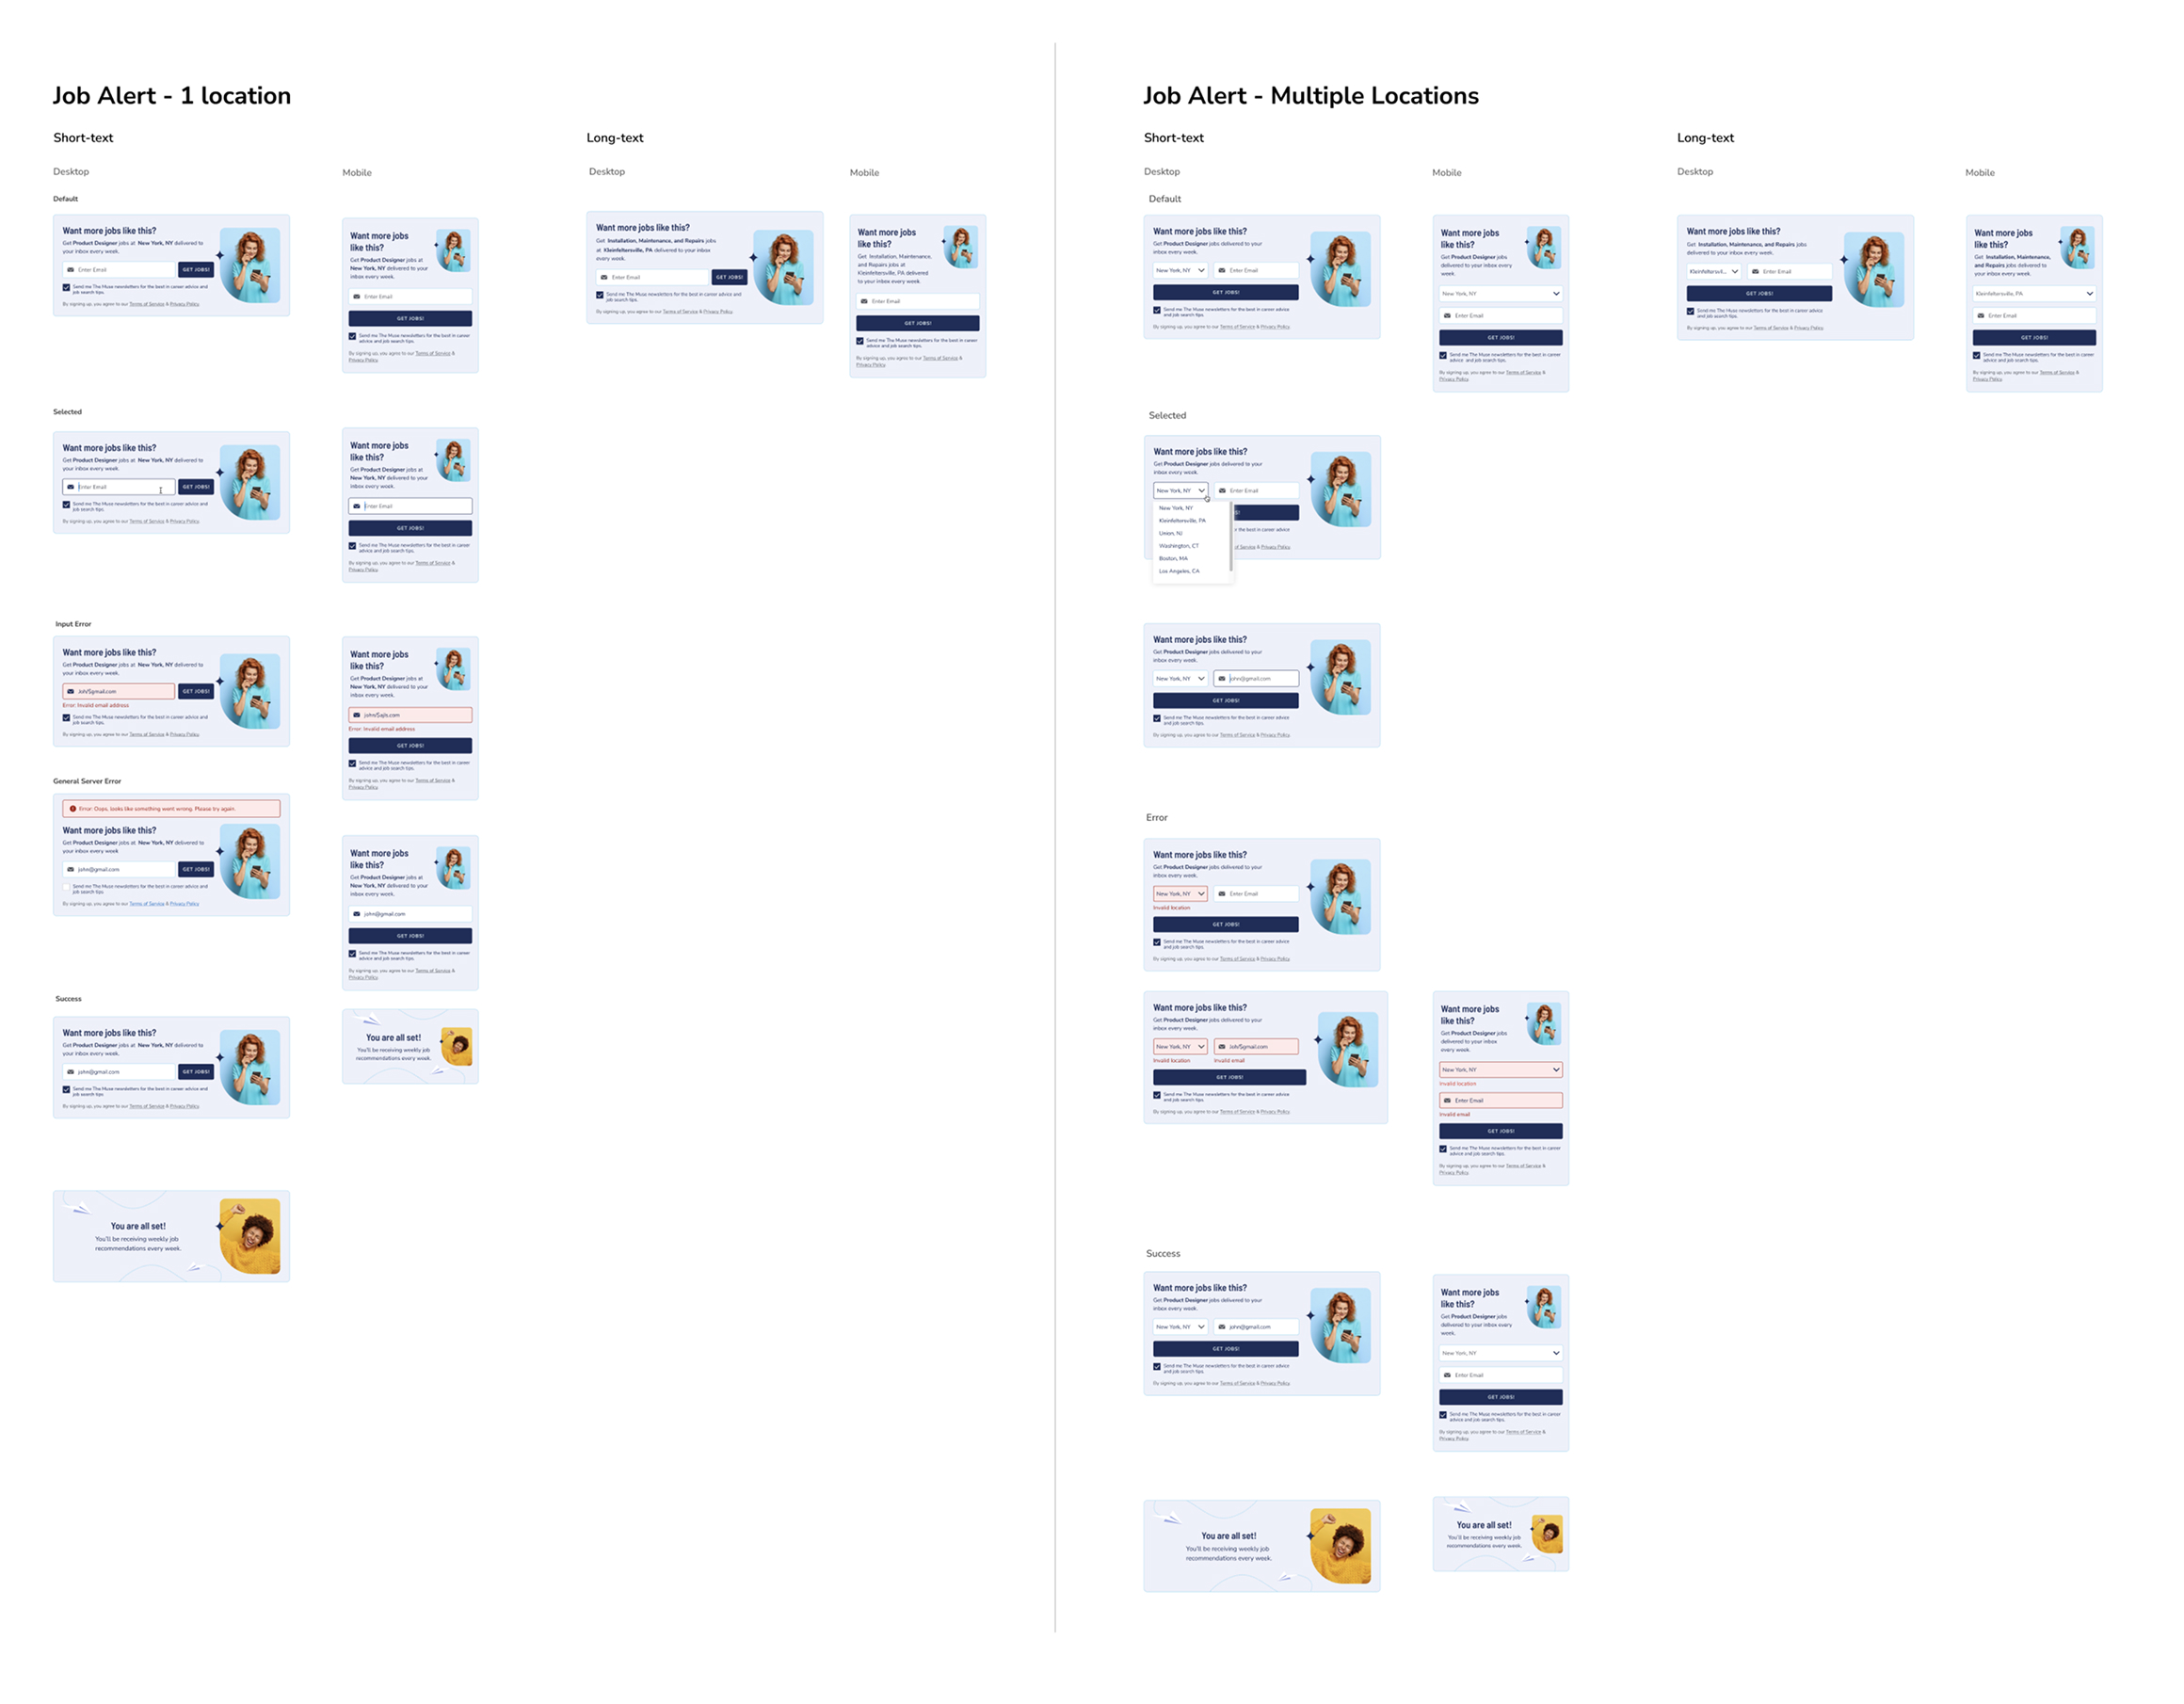 Job Alert - 1 location
Short-text
Desktop
Mobile
Default
Want more jobs like this?
Get Product Designer jobs at New York, NY delivered to
your inbox every week.
Enter Email
GET JOBS!
Send me The Muse newsletters for the best in career advice and
job search tips.
By signing up, you agree to our Terms of Service & Privacy Policy.
Want more jobs
like this?
Get Product Designer jobs at
New York, NY delivered to your
inbox every week.
Enter Email
GET JOBS!
Send me The Muse newsletters for the best in career
advice and job search tips.
By signing up, you agree to our Terms of Service &
Privacy Policy.
Selected
Want more jobs like this?
Get Product Designer jobs at New York, NY delivered to
your inbox every week.
Enter Email
GET JOBS!
Send me The Muse newsletters for the best in career advice and
job search tips.
By signing up, you agree to our Terms of Service & Privacy Policy.
Want more jobs
like this?
Get Product Designer jobs at
New York, NY delivered to your
inbox every week.
Enter Email
GET JOBS!
Send me The Muse newsletters for the best in career
advice and job search tips.
By signing up, you agree to our Terms of Service &
Privacy Policy.
Input Error
Want more jobs like this?
Get Product Designer jobs at New York, NY delivered to
your inbox every week.
Joh/$gmail.com
GET JOBS!
Error: Invalid email address
Send me The Muse newsletters for the best in career advice and
job search tips.
By signing up, you agree to our Terms of Service & Privacy Policy.
Want more jobs
like this?
Get Product Designer jobs at
New York, NY delivered to your
inbox every week.
Error: Invalid email address
GET JOBS!
Send me The Muse newsletters for the best in career
advice and job search tips.
By signing up, you agree to our Terms of Service &
Privacy Policy.
General Server Error
Error: Oops, looks like something went wrong. Please try again.
Want more jobs like this?
Get Product Designer jobs at New York, NY delivered to
your inbox every week
john@gmail.com
GET JOBS!
Send me The Muse newsletters for the best in career advice and
job search tips.
By signing up, you agree to our Terms of Service & Privacy Policy
Want more jobs
like this?
Get Product Designer jobs at
New York, NY delivered to your
inbox every week.
john@gmail.com
GET JOBS!
Send me The Muse newsletters for the best in career
advice and job search tips.
By signing up, you agree to our Terms of Service &
Privacy Policy.
Success
Want more jobs like this?
Get Product Designer jobs at New York, NY delivered to
your inbox every week.
john@gmail.com
GET JOBS!
Send me The Muse newsletters for the best in career advice and
job search tips
By signing up, you agree to our Terms of Service & Privacy Policy.
You are all set!
You'll be receiving weekly job
recommendations every week.
You are all set!
You'll be receiving weekly job
recommendations every week.
Long-text
Desktop
Mobile
Want more jobs like this?
Get Installation, Maintenance, and Repairs jobs
at Kleinfeltersville, PA delivered to your inbox
every week.
Enter Email
GET JOBS!
Send me The Muse newsletters for the best in career advice and
job search tips.
By signing up, you agree to our Terms of Service & Privacy Policy.
Want more jobs
like this?
Get Installation, Maintenance,
and Repairs jobs at
Kleinfeltersville, PA delivered
to your inbox every week.
Enter Email
GET JOBS!
Send me The Muse newsletters for the best in career
advice and job search tips.
By signing up, you agree to our Terms of Service &
Privacy Policy.
Job Alert - Multiple Locations
Short-text
Desktop
Mobile
Default
Want more jobs like this?
Get Product Designer jobs delivered to your
inbox every week.
New York, NY
Enter Email
GET JOBS!
Send me The Muse newsletters for the best in career advice
and job search tips.
By signing up, you agree to our Terms of Service & Privacy Policy.
Want more jobs
like this?
Get Product Designer jobs
delivered to your inbox every
week.
New York, NY
Enter Email
GET JOBS!
Send me The Muse newsletters for the best in career
advice and job search tips.
By signing up, you agree to our Terms of Service &
Privacy Policy.
Selected
Want more jobs like this?
Get Product Designer jobs delivered to your
inbox every week.
New York, NY
Enter Email
New York, NY
Kleinfeltersville, PA
Union, NJ
Washington, CT
Boston, MA
Los Angeles, CA
r the best in career advice
of Service & Privacy Policy.
Want more jobs like this?
Get Product Designer jobs delivered to your
inbox every week.
New York, NY
john@gmail.com
GET JOBS!
Send me The Muse newsletters for the best in career advice
and job search tips.
By signing up, you agree to our Terms of Service & Privacy Policy.
Error
Want more jobs like this?
Get Product Designer jobs delivered to your
inbox every week.
New York, NY
Enter Email
Invalid location
GET JOBS!
Send me The Muse newsletters for the best in career advice
and job search tips.
By signing up, you agree to our Terms of Service & Privacy Policy.
Want more jobs like this?
Get Product Designer jobs delivered to your
inbox every week.
New York, NY
Joh/$gmail.com
Invalid location
Invalid email
GET JOBS!
Send me The Muse newsletters for the best in career advice
and job search tips.
By signing up, you agree to our Terms of Service & Privacy Policy.
Want more jobs
like this?
Get Product Designer jobs
delivered to your inbox
every week.
New York, NY
Invalid location
Enter Email
Invalid email
GET JOBS!
Send me The Muse newsletters for the best in career
advice and job search tips.
By signing up, you agree to our Terms of Service &
Privacy Policy.
Success
Want more jobs like this?
Get Product Designer jobs delivered to your
inbox every week.
New York, NY
john@gmail.com
GET JOBS!
Send me The Muse newsletters for the best in career advice
and job search tips.
By signing up, you agree to our Terms of Service & Privacy Policy.
Want more jobs
like this?
Get Product Designer jobs
delivered to your inbox every
week.
New York, NY
Enter Email
GET JOBS!
Send me The Muse newsletters for the best in career
advice and job search tips.
By signing up, you agree to our Terms of Service &
Privacy Policy.
You are all set!
You'll be receiving weekly job
recommendations every week.
You are all set!
You'll be receiving weekly job
recommendations every week.
Long-text
Desktop
Mobile
Want more jobs like this?
Get Installation, Maintenance, and Repairs jobs
delivered to your inbox every week.
Kleinfeltersvil...
Enter Email
GET JOBS!
Send me The Muse newsletters for the best in career advice
and job search tips.
By signing up, you agree to our Terms of Service & Privacy Policy.
Want more jobs
like this?
Get Installation, Maintenance,
and Repairs jobs delivered to
your inbox every week.
Kleinfeltersville, PA
Enter Email
GET JOBS!
Send me The Muse newsletters for the best in career
advice and job search tips.
By signing up, you agree to our Terms of Service &
Privacy Policy.